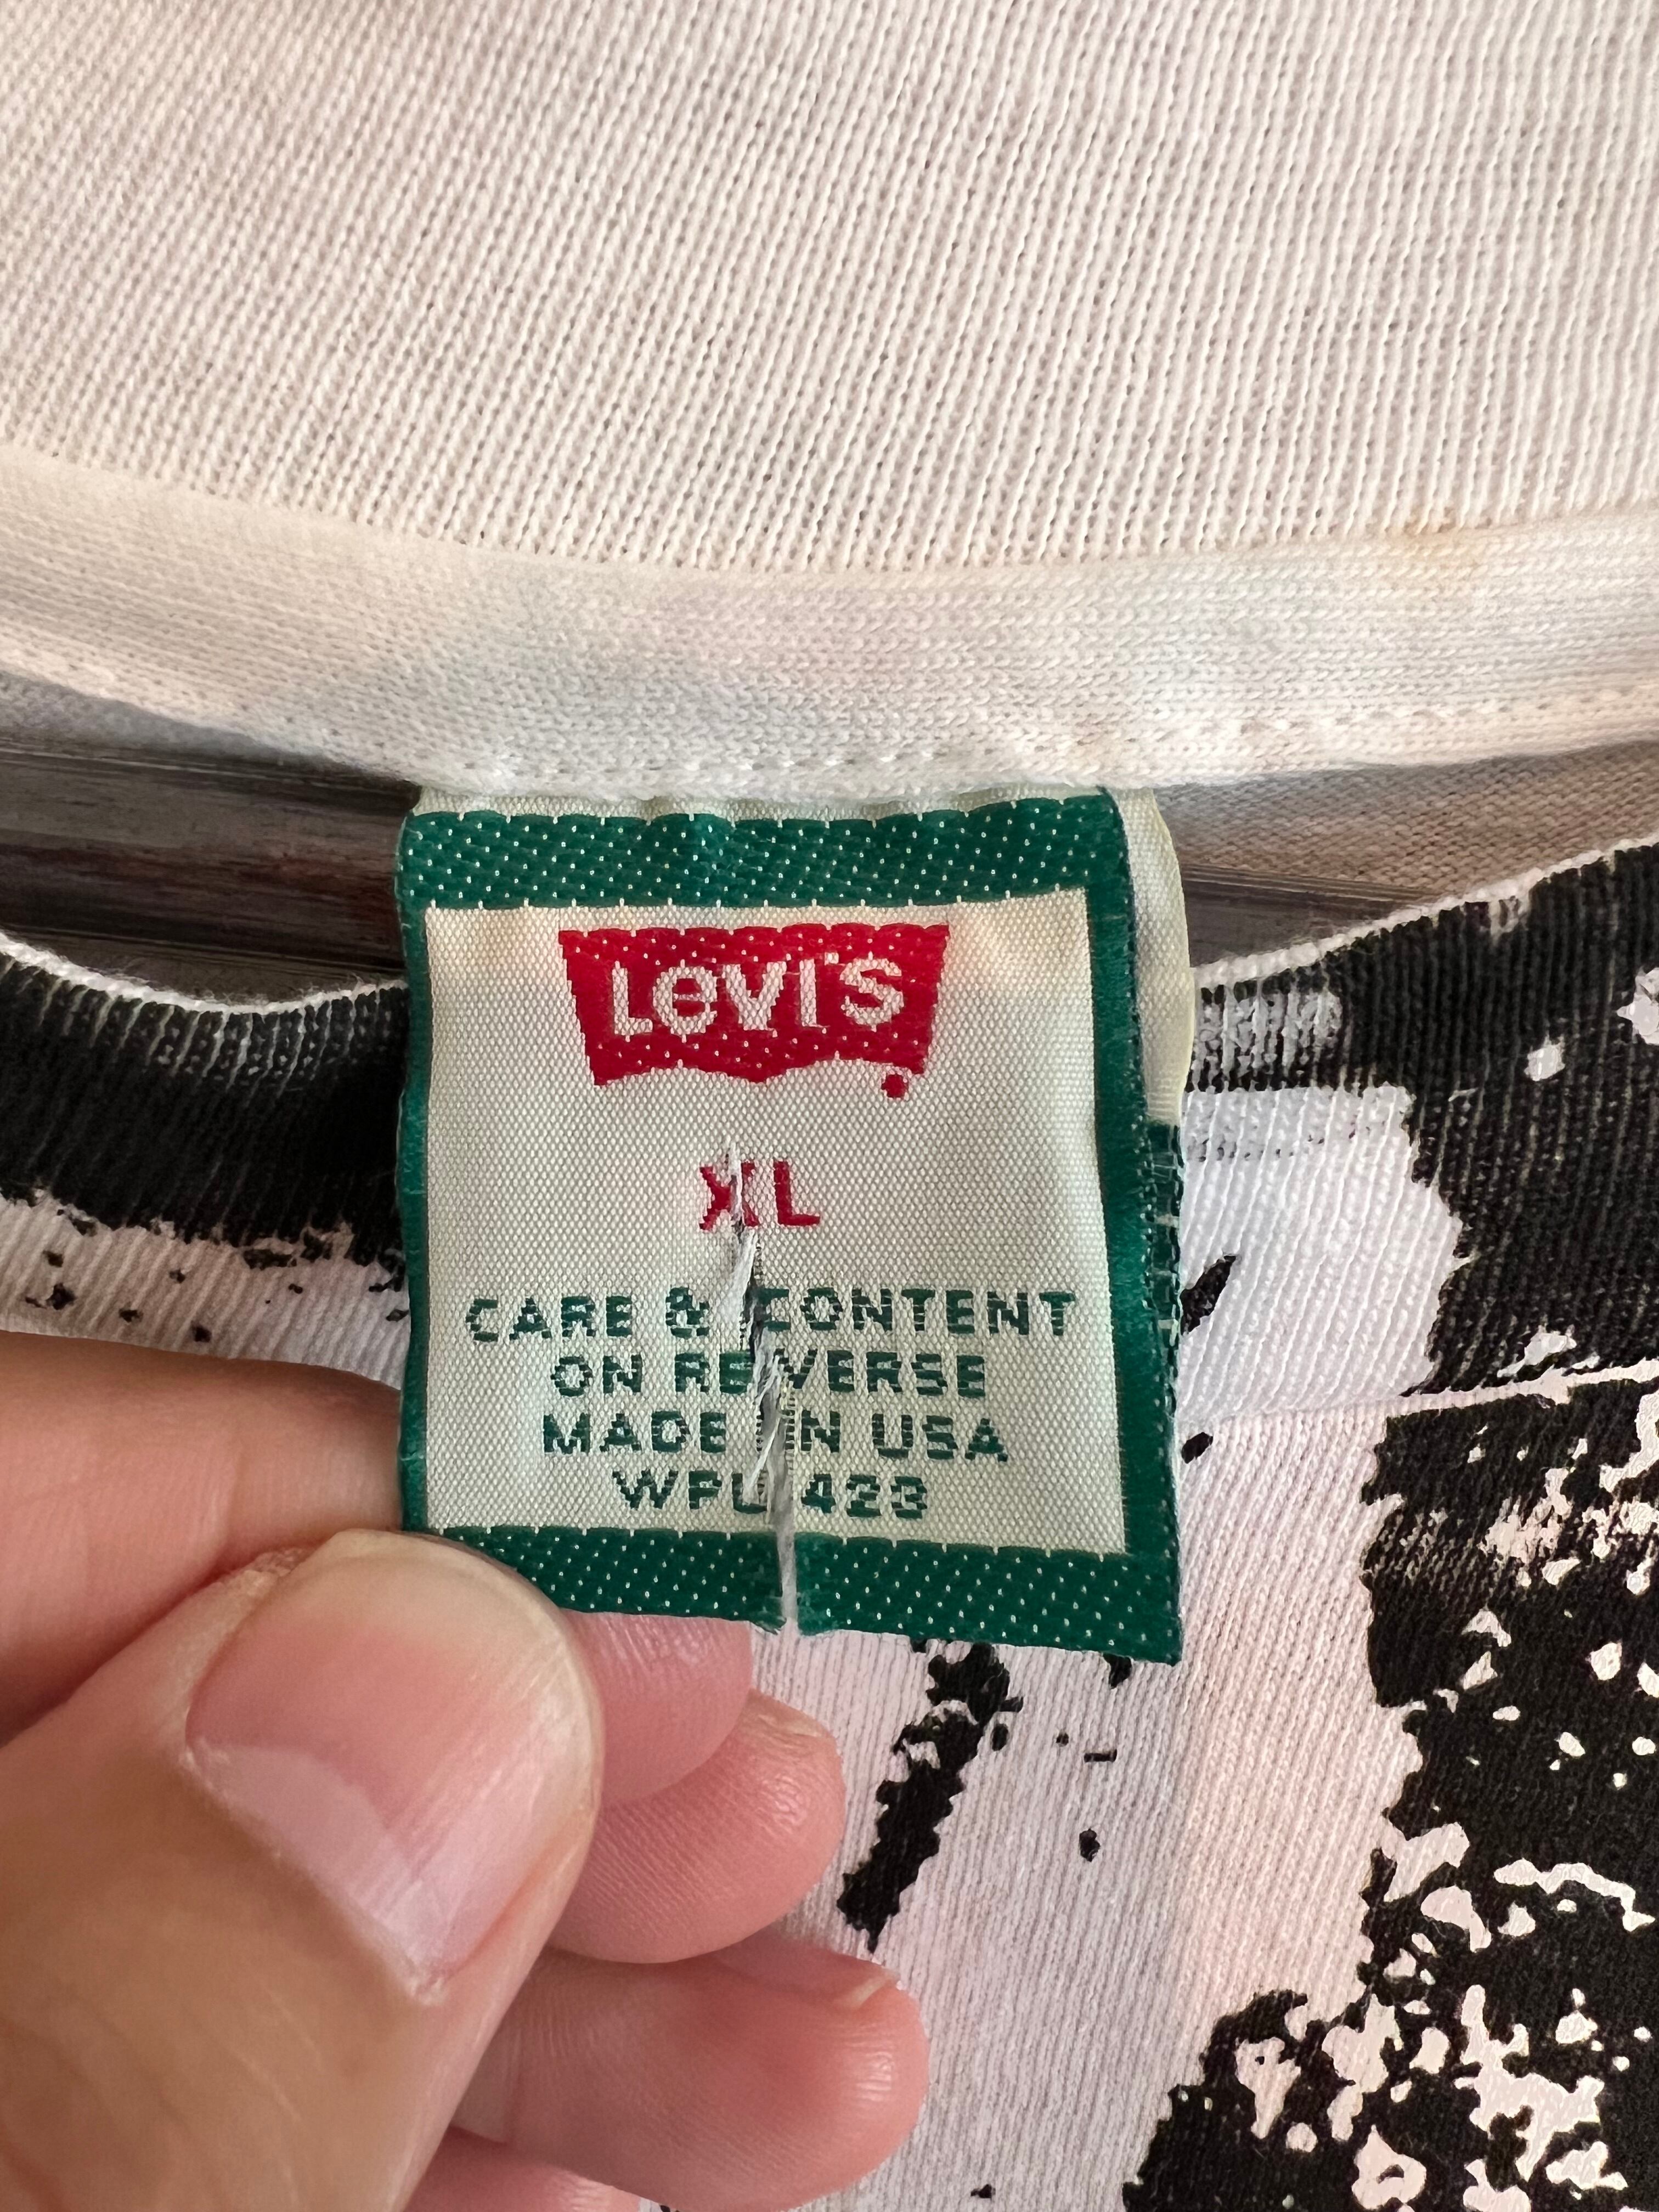 Levi's
XL
CARE & CONTENT
ON REVERSE
MADE IN USA
WPL 423